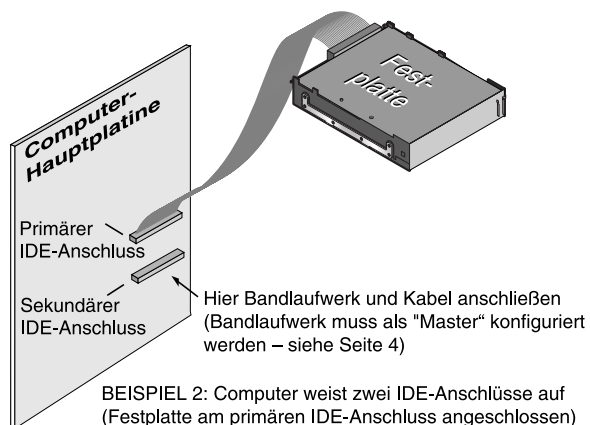 Fest-
platte
Computer-
Hauptplatine
Primärer
IDE-Anschluss
Sekundärer
IDE-Anschluss
Hier Bandlaufwerk und Kabel anschließen
(Bandlaufwerk muss als "Master“ konfiguriert
werden – siehe Seite 4)
BEISPIEL 2: Computer weist zwei IDE-Anschlüsse auf
(Festplatte am primären IDE-Anschluss angeschlossen)